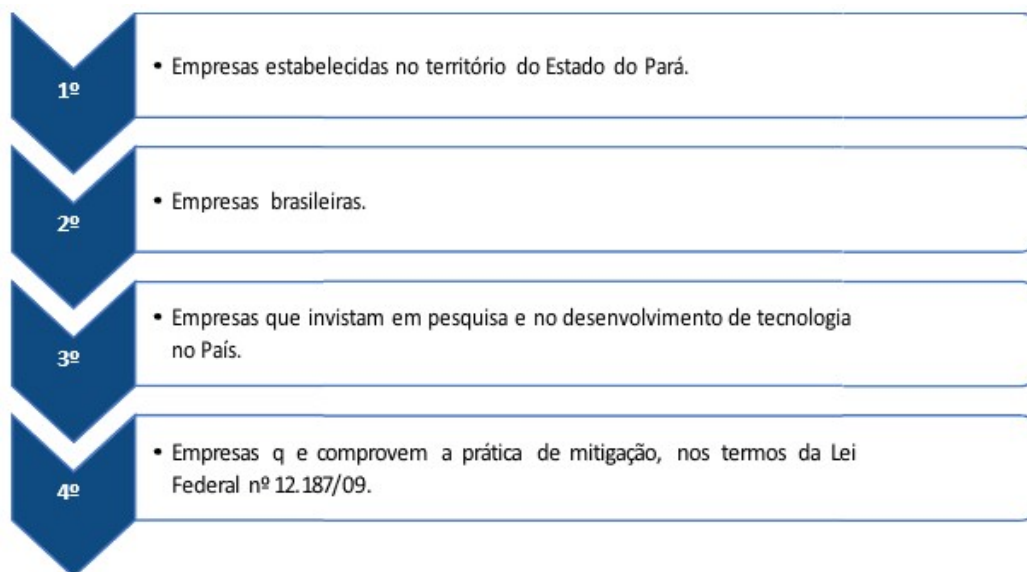 1º
• Empresas estabelecidas no território do Estado do Pará.
2º
• Empresas brasileiras.
3º
• Empresas que invistam em pesquisa e no desenvolvimento de tecnologia
no País.
4º
• Empresas q e comprovem a prática de mitigação, nos termos da Lei
Federal nº 12.187/09.